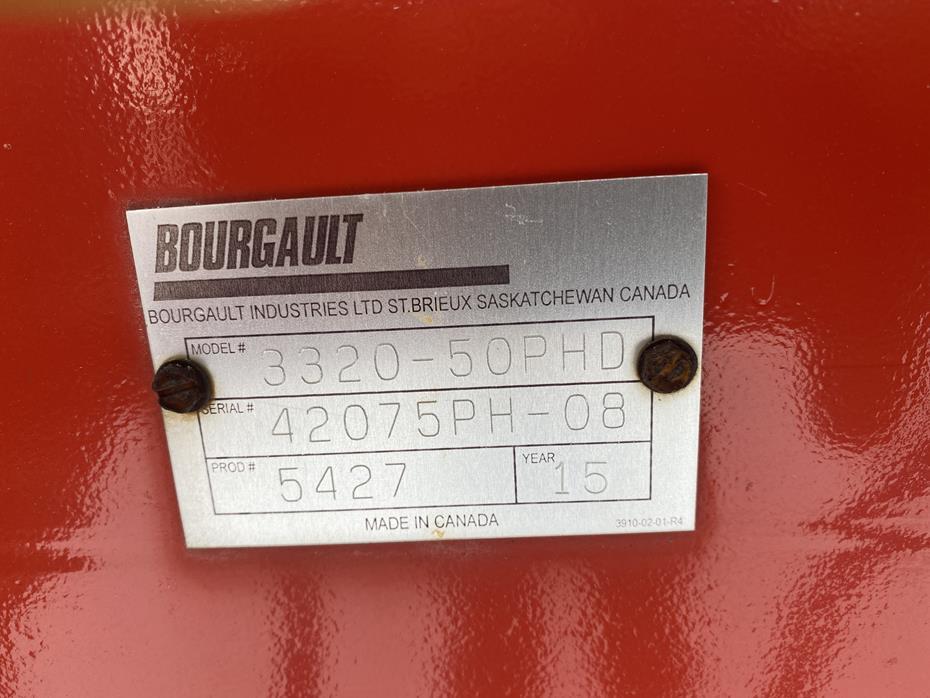 BOURGAULT
BOURGAULT INDUSTRIES LTD ST.BRIEUX SASKATCHEWAN CANADA
MODEL # 3320-50PHD
SERIAL # 42075PH-08
PROD # 5427 YEAR 15
MADE IN CANADA 3910-02-01-R4